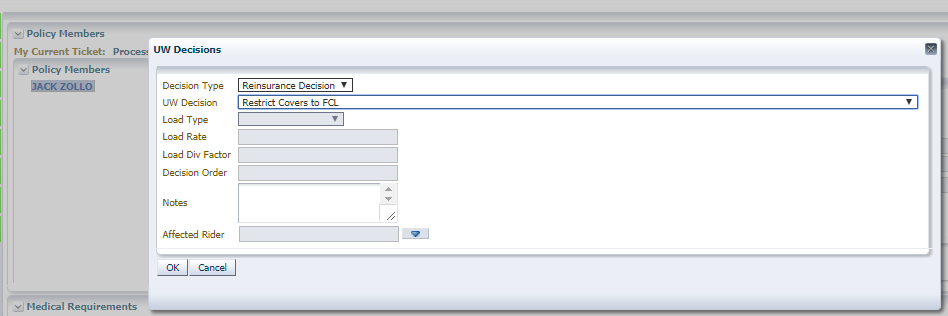 Policy Members
My Current Ticket: Process
Policy Members
JACK ZOLLO
UW Decisions
Decision Type Reinsurance Decision
UW Decision Restrict Covers to FCL
Load Type
Load Rate
Load Div Factor
Decision Order
Notes
Affected Rider
OK Cancel
Medical Requirements